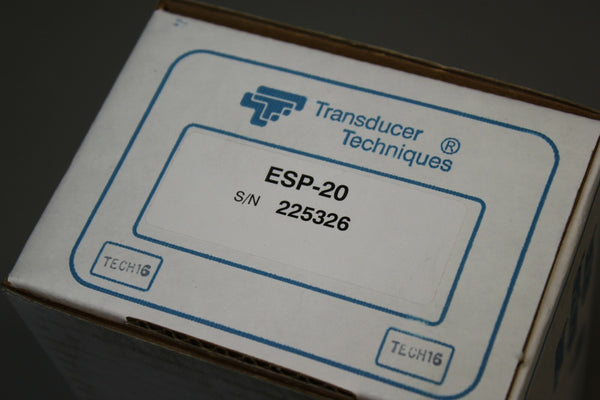 Transducer
Techniques ®
ESP-20
S/N 225326
TECH16
TECH16